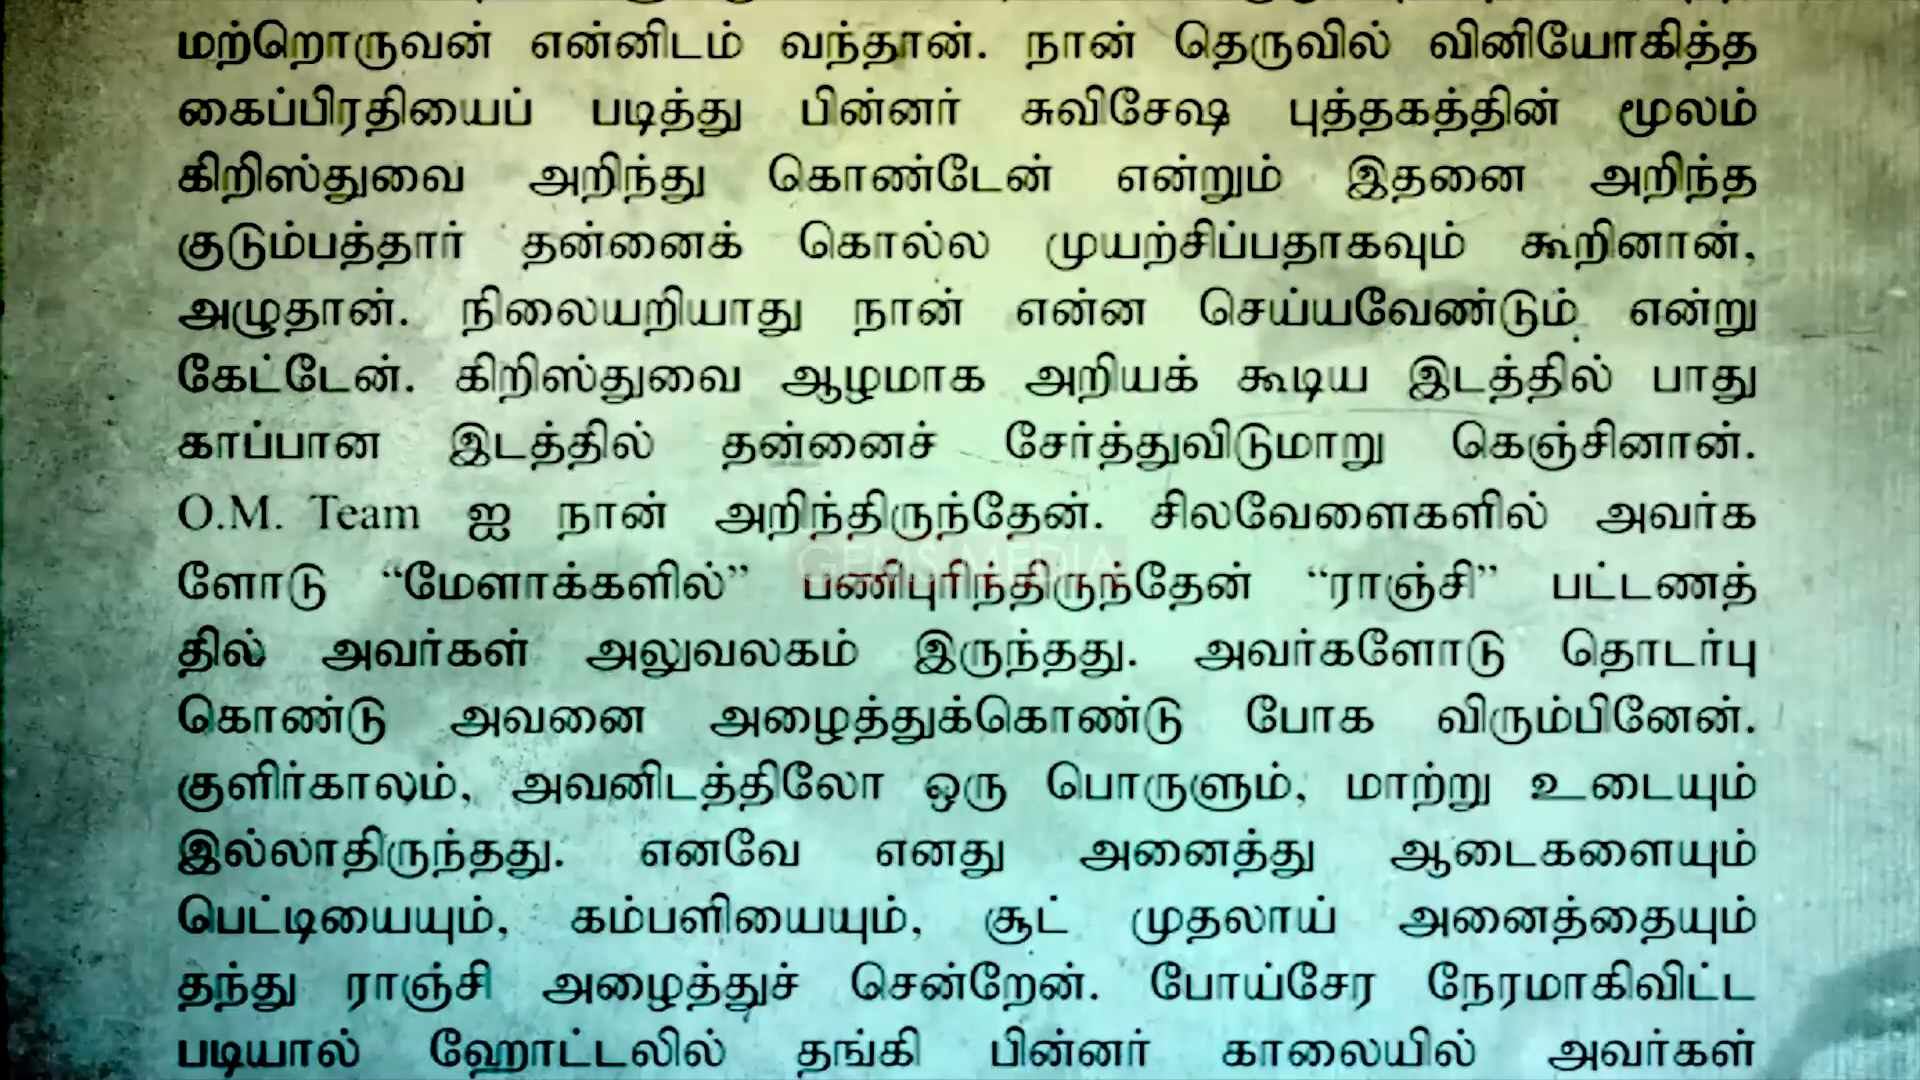 மற்றொருவன் என்னிடம் வந்தான். நான் தெருவில் வினியோகித்த
கைப்பிரதியைப் படித்து பின்னர் சுவிசேஷ புத்தகத்தின் மூலம்
கிறிஸ்துவை அறிந்து கொண்டேன் என்றும் இதனை அறிந்த
குடும்பத்தார் தன்னைக் கொல்ல முயற்சிப்பதாகவும் கூறினான்,
அழுதான். நிலையறியாது நான் என்ன செய்யவேண்டும் என்று
கேட்டேன். கிறிஸ்துவை ஆழமாக அறியக் கூடிய இடத்தில் பாது
காப்பான இடத்தில் தன்னைச் சேர்த்துவிடுமாறு கெஞ்சினான்.
O.M. Team ஐ நான் அறிந்திருந்தேன். சிலவேளைகளில் அவர்க
GEMS MEDIA
ளோடு “மேளாக்களில்” பணிபுரிந்திருந்தேன் “ராஞ்சி” பட்டணத்
தில் அவர்கள் அலுவலகம் இருந்தது. அவர்களோடு தொடர்பு
கொண்டு அவனை அழைத்துக்கொண்டு போக விரும்பினேன்.
குளிர்காலம், அவனிடத்திலோ ஒரு பொருளும், மாற்று உடையும்
இல்லாதிருந்தது. எனவே எனது அனைத்து ஆடைகளையும்
பெட்டியையும், கம்பளியையும், சூட் முதலாய் அனைத்தையும்
தந்து ராஞ்சி அழைத்துச் சென்றேன். போய்சேர நேரமாகிவிட்ட
படியால் ஹோட்டலில் தங்கி பின்னர் காலையில் அவர்கள்